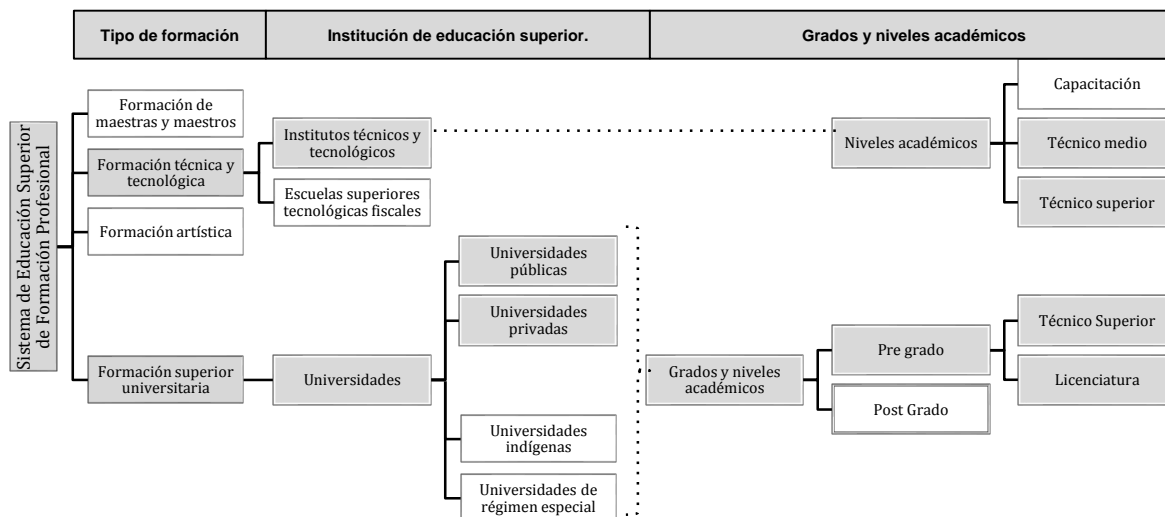 Tipo de formación
Institución de educación superior.
Grados y niveles académicos
Sistema de Educación Superior
de Formación Profesional
Formación de
maestras y maestros
Formación técnica y
tecnológica
Formación artística
Formación superior
universitaria
Institutos técnicos y
tecnológicos
Escuelas superiores
tecnológicas fiscales
Universidades
Universidades
públicas
Universidades
privadas
Universidades
indígenas
Universidades de
régimen especial
Niveles académicos
Capacitación
Técnico medio
Técnico superior
Grados y niveles
académicos
Pre grado
Post Grado
Técnico Superior
Licenciatura